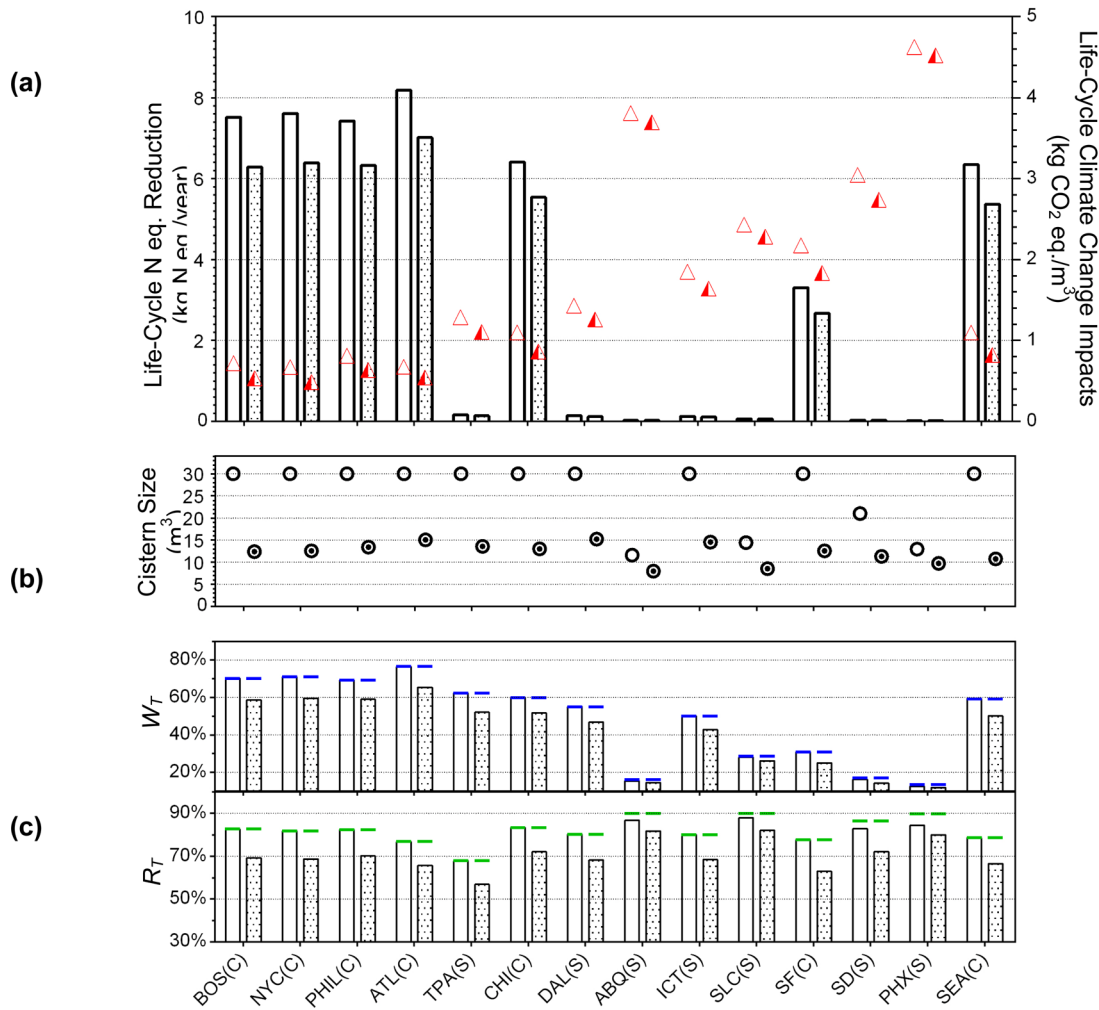 (a)
Life-Cycle N eq. Reduction
(kg N eq./year)
10
8
6
4
2
0
5
4
3
2
1
0
Life-Cycle Climate Change Impacts
(kg CO₂ eq./m³)
(b)
Cistern Size
(m³)
30
25
20
15
10
5
0
(c)
W_T
80%
60%
40%
20%
R_T
90%
70%
50%
30%
BOS(C)
NYC(C)
PHIL(C)
ATL(C)
TPA(S)
CHI(C)
DAL(S)
ABQ(S)
ICT(S)
SLC(S)
SF(C)
SD(S)
PHX(S)
SEA(C)